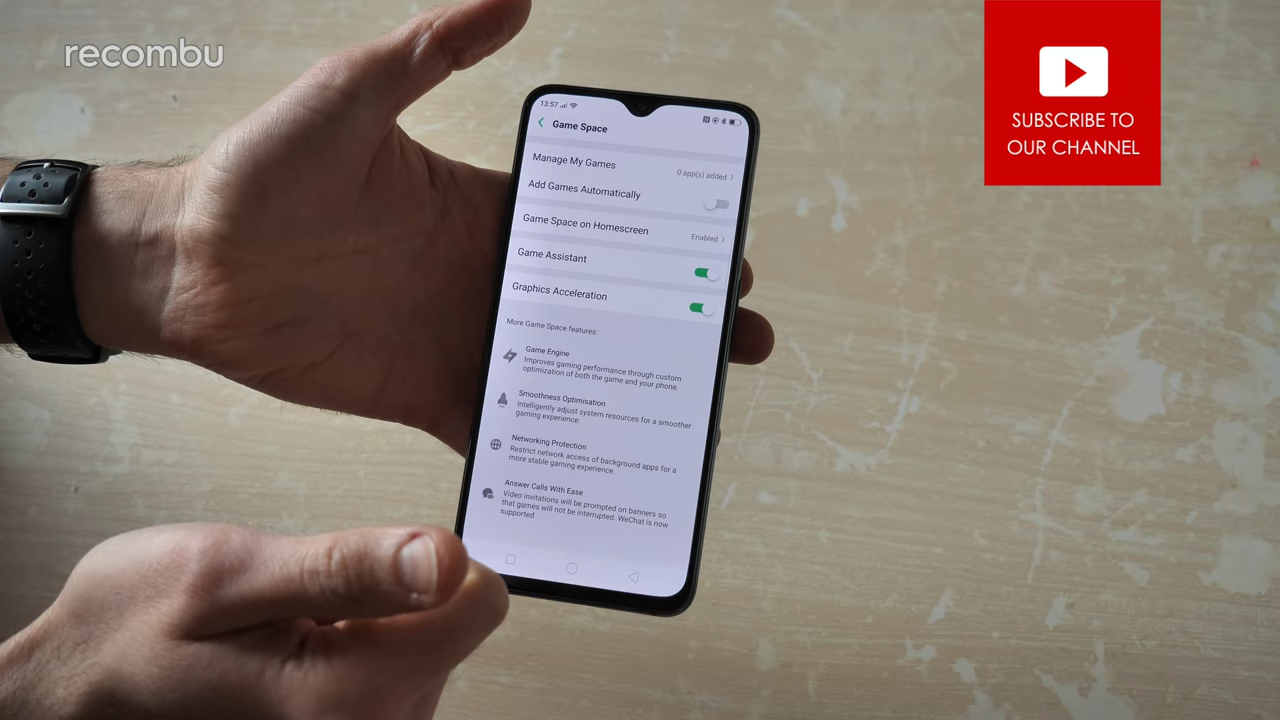 recombu
SUBSCRIBE TO
OUR CHANNEL
13:57
Game Space
Manage My Games
0 app(s) added
Add Games Automatically
Game Space on Homescreen
Enabled
Game Assistant
Graphics Acceleration
More Game Space features:
Game Engine
Improves gaming performance through custom
optimization of both the game and your phone.
Smoothness Optimisation
Intelligently adjust system resources for a smoother
gaming experience.
Networking Protection
Restrict network access of background apps for a
more stable gaming experience.
Answer Calls With Ease
Video invitations will be prompted on banners so
that games will not be interrupted. WeChat is now
supported